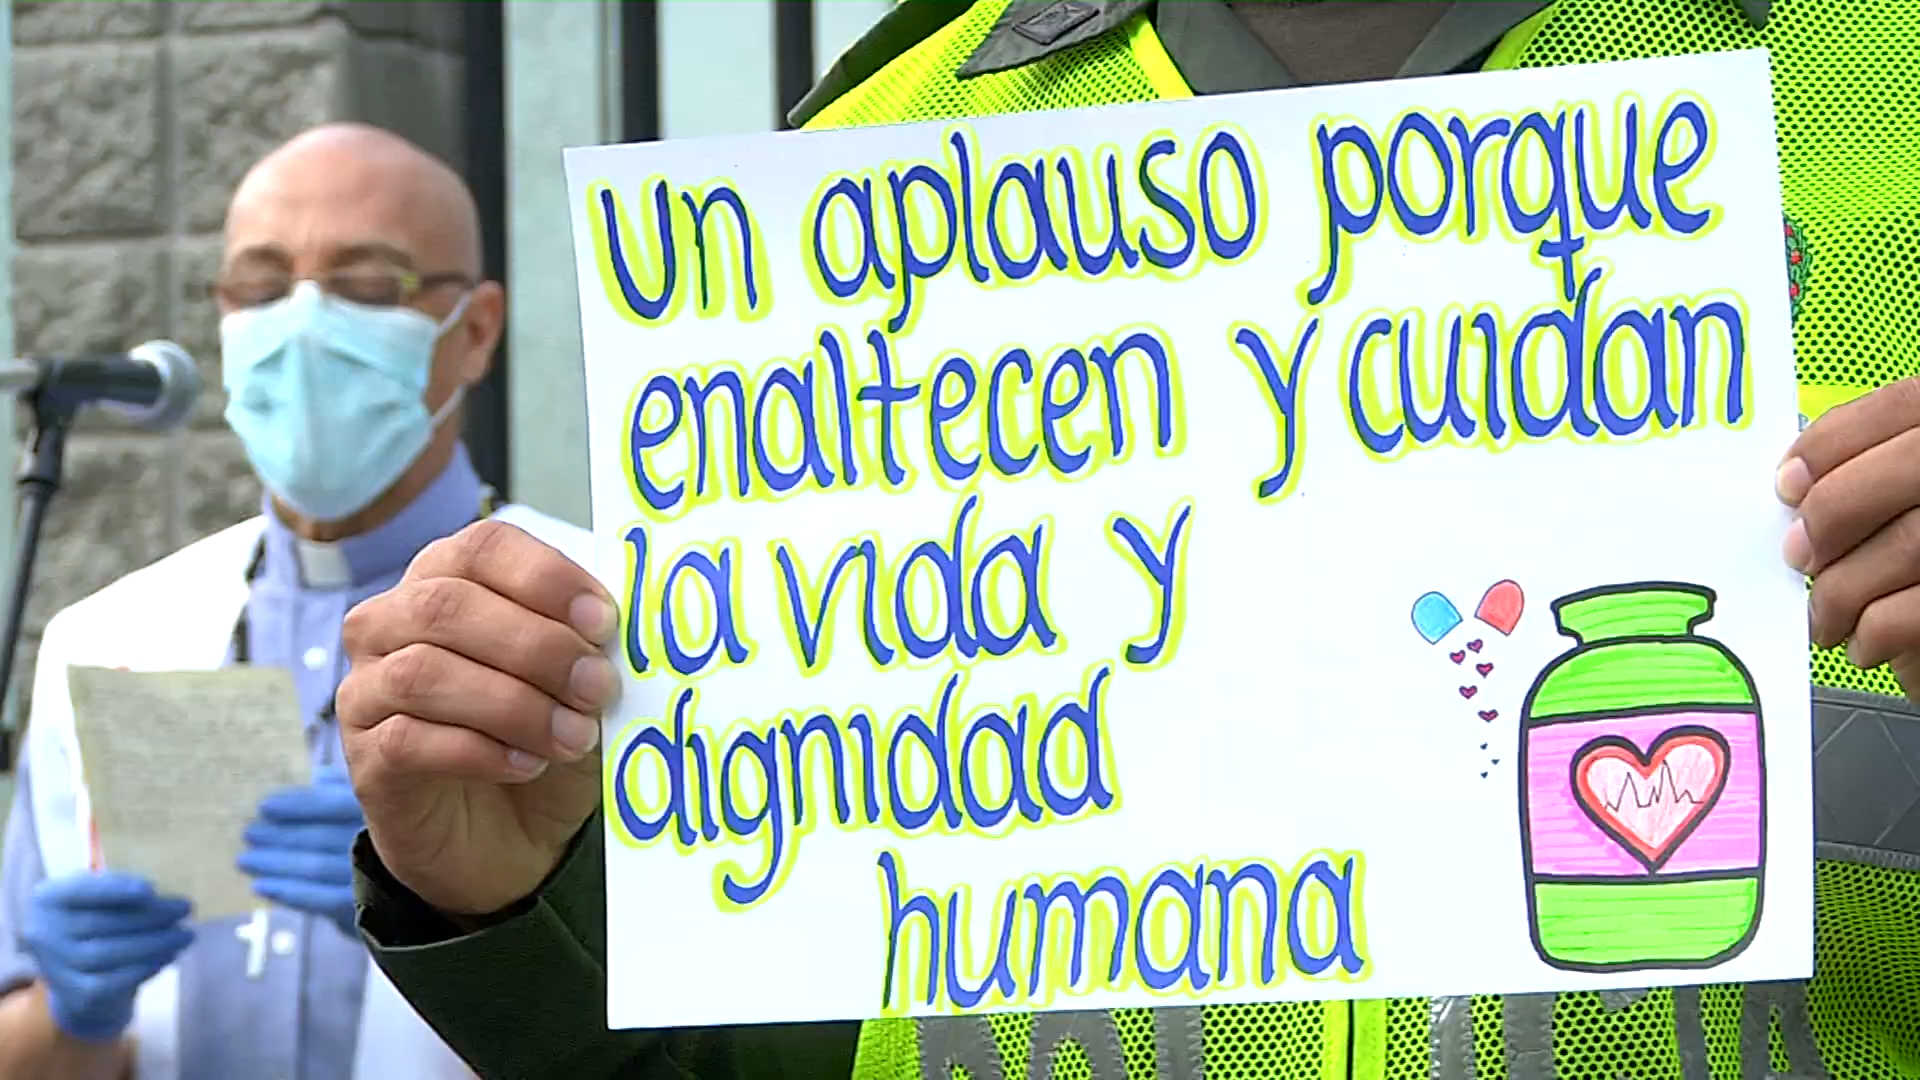 Un aplauso porque
enaltecen y cuidan
la vida y
dignidad
humana